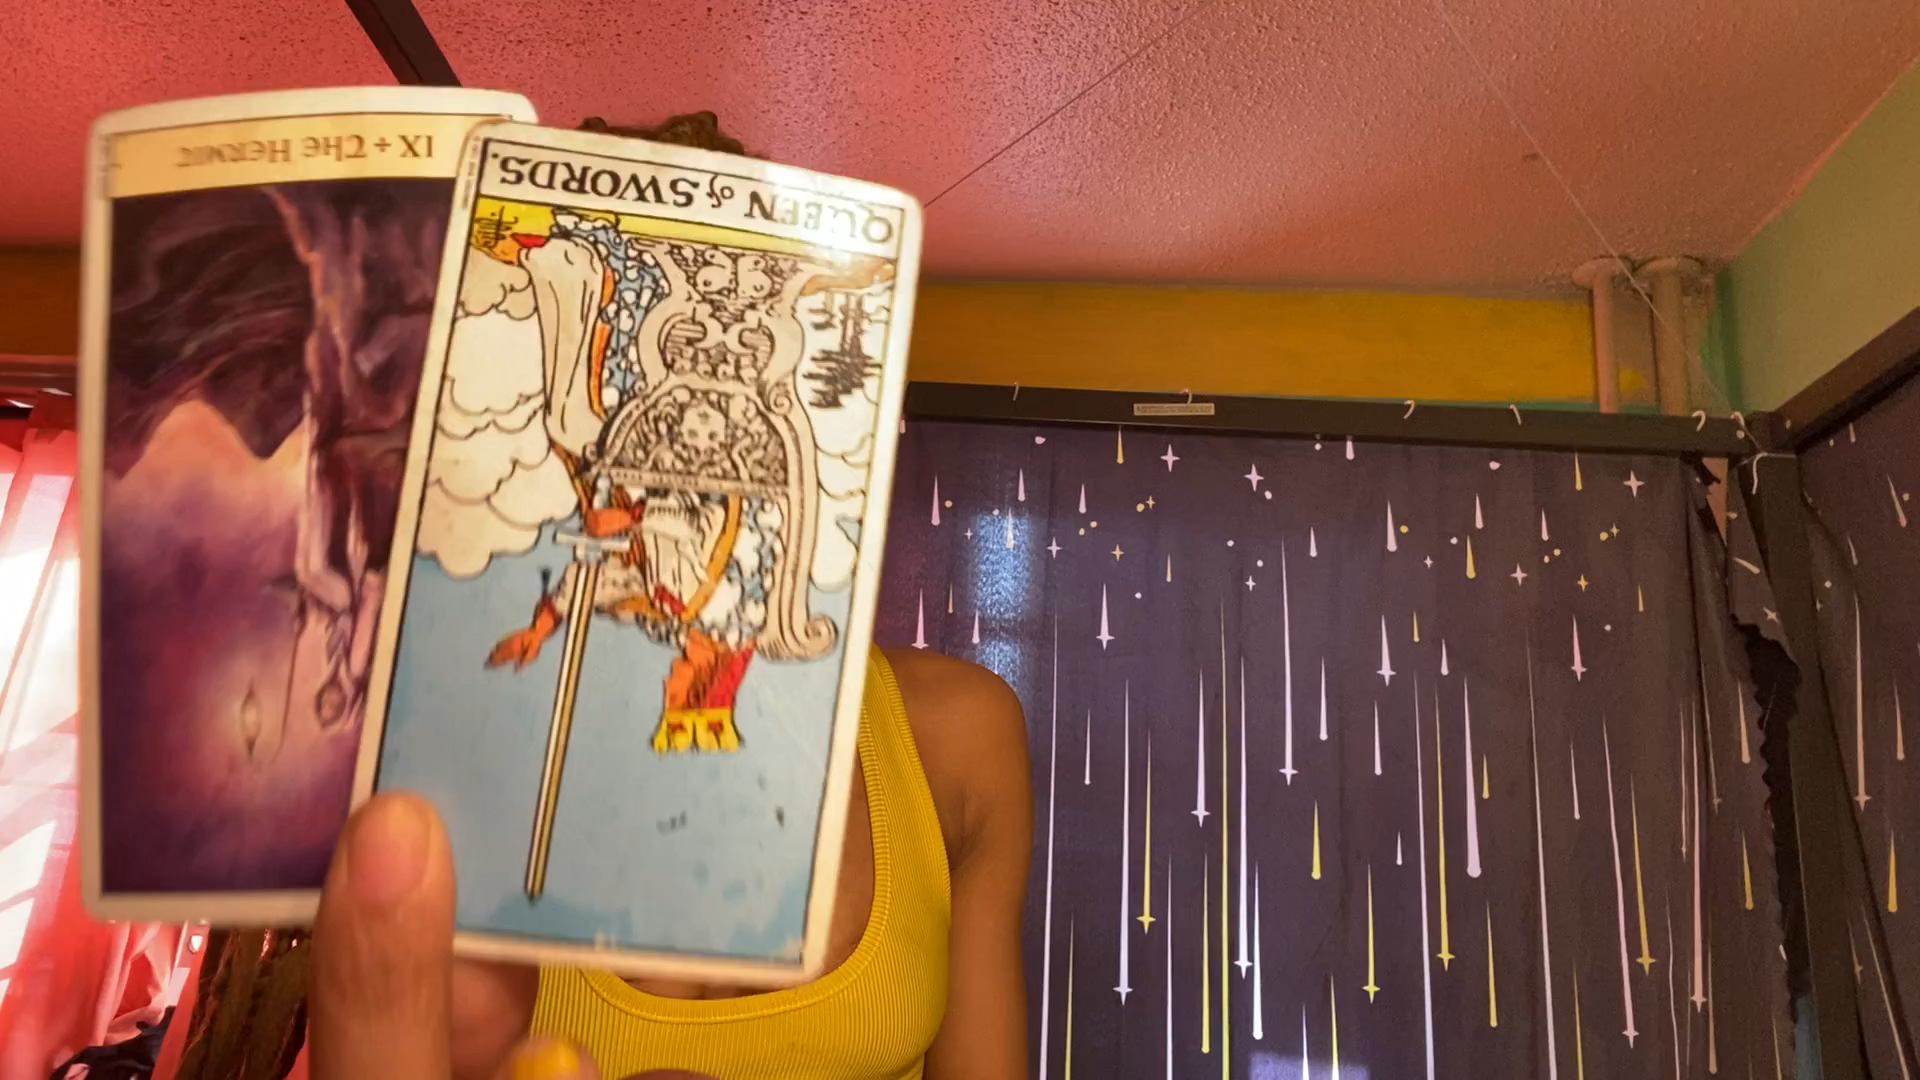 IX + The Hermit
QUEEN of SWORDS.